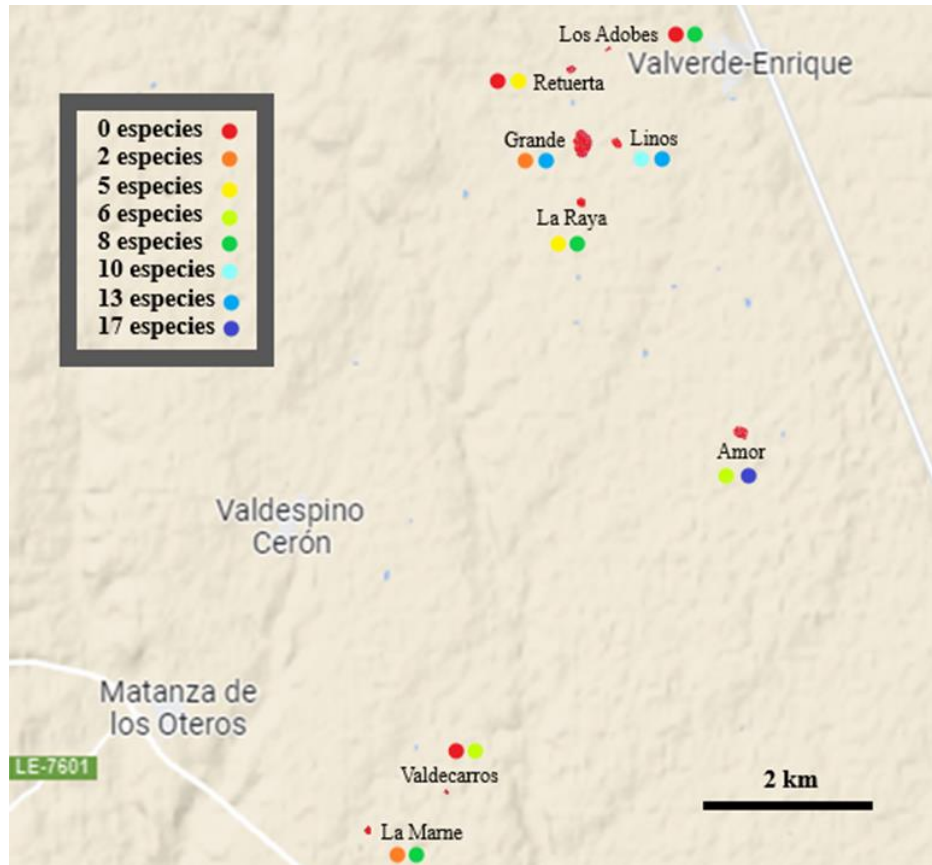 Los Adobes
Valverde-Enrique
Retuerta
0 especies
2 especies
5 especies
6 especies
8 especies
10 especies
13 especies
17 especies
Grande
Linos
La Raya
Amor
Valdespino
Cerón
Matanza de
los Oteros
LE-7601
Valdecarros
2 km
La Marne